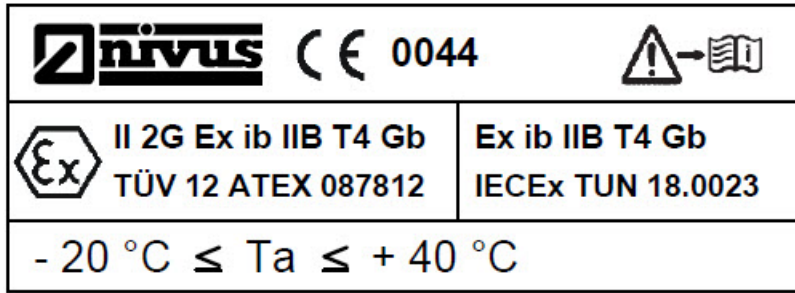 nivus CE 0044
Ex II 2G Ex ib IIB T4 Gb
TÜV 12 ATEX 087812
Ex ib IIB T4 Gb
IECEx TUN 18.0023
- 20 °C ≤ Ta ≤ + 40 °C